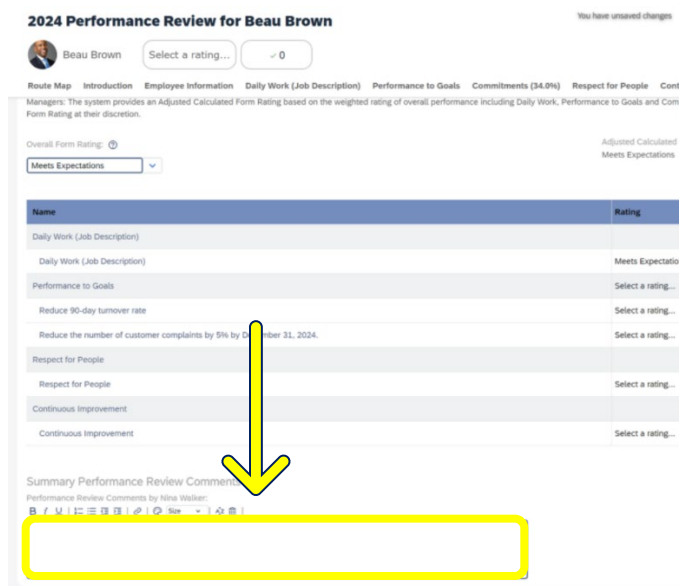 2024 Performance Review for Beau Brown
You have unsaved changes
Beau Brown
Select a rating...
0
Route Map Introduction Employee Information Daily Work (Job Description) Performance to Goals Commitments (34.0%) Respect for People
Managers: The system provides an Adjusted Calculated Form Rating based on the weighted rating of overall performance including Daily Work, Performance to Goals and
Form Rating at their discretion.
Overall Form Rating:
Adjusted Calculated
Meets Expectations
Meets Expectations
Name Rating
Daily Work (Job Description)
Daily Work (Job Description) Meets
Performance to Goals Select a rating...
Reduce 90-day turnover rate Select a rating...
Reduce the number of customer complaints by 5% by 31, 2024. Select a rating...
Respect for People
Respect for People Select a rating...
Continuous Improvement
Continuous Improvement Select a rating...
Summary Performance Review Comments
Performance Review Comments by Nina Walker:
B I U Size